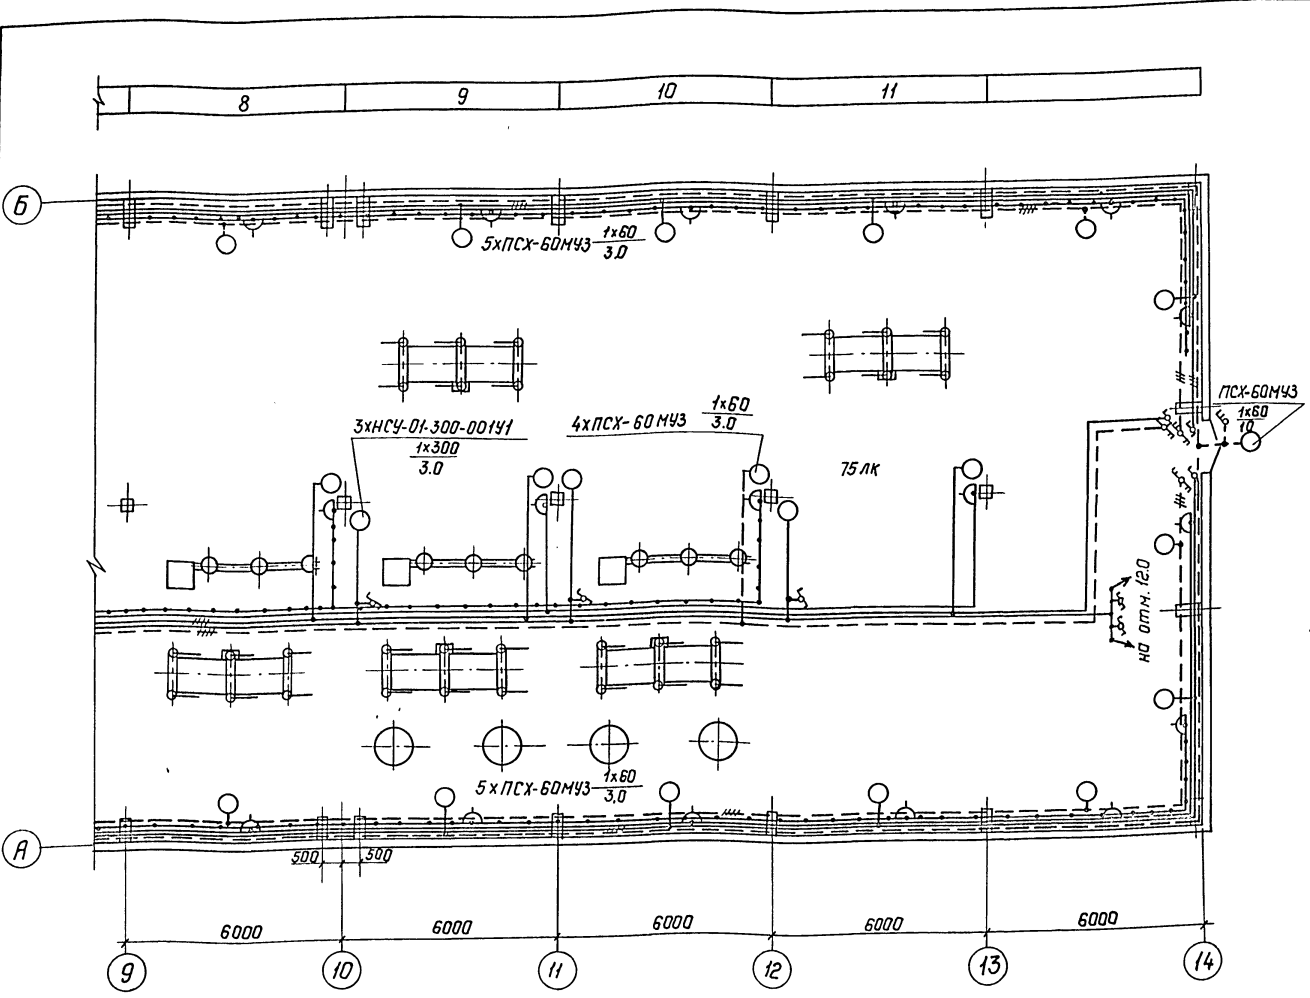 8
9
10
11
Б
5хПСХ-60МУЗ 1х60
3.0
ПСХ-60МУЗ
1х60
10
3хНСУ-01-300-001У1
1х300
3.0
4хПСХ-60МУЗ 1х60
3.0
75 ЛК
на отм. 12.0
5хПСХ-60МУЗ 1х60
3,0
А
500
500
6000
6000
6000
6000
6000
9
10
11
12
13
14